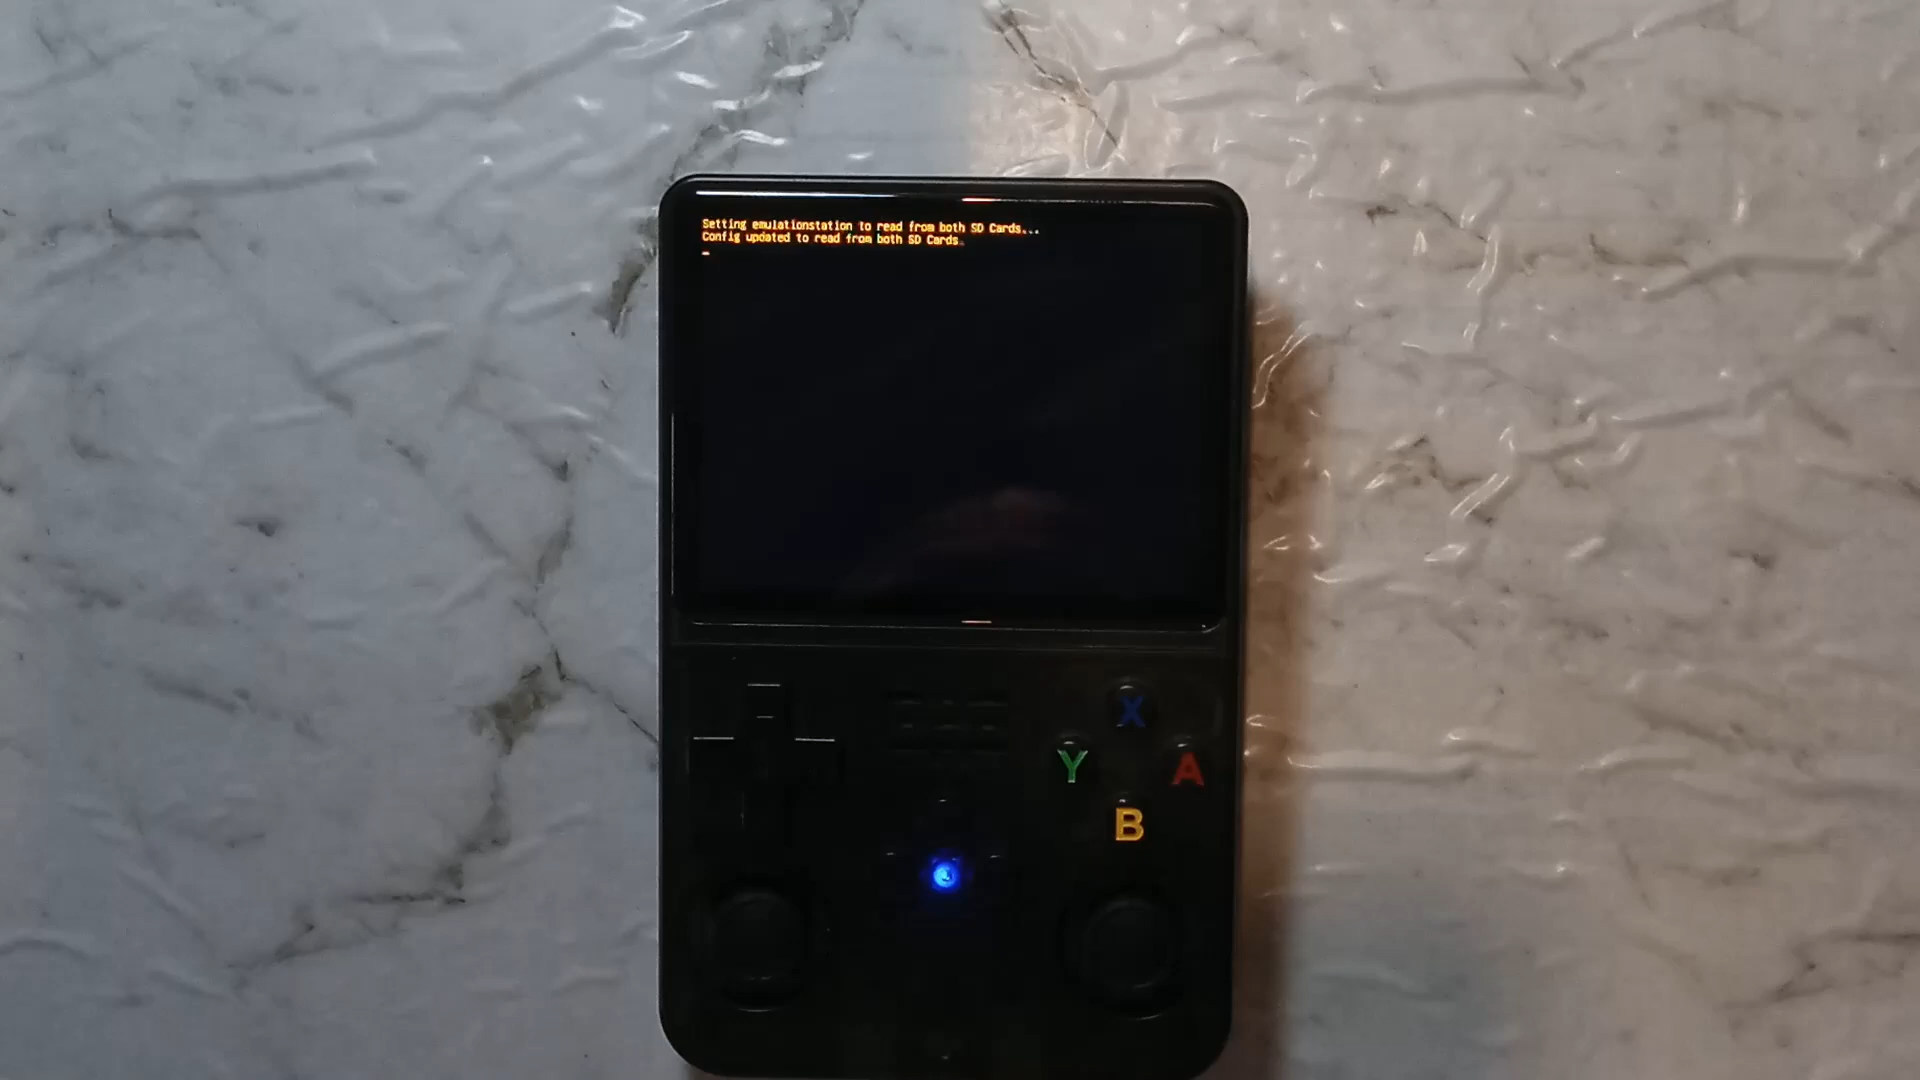 Setting emulationstation to read from both SD Cards...
Config updated to read from both SD Cards.
X
Y
A
B